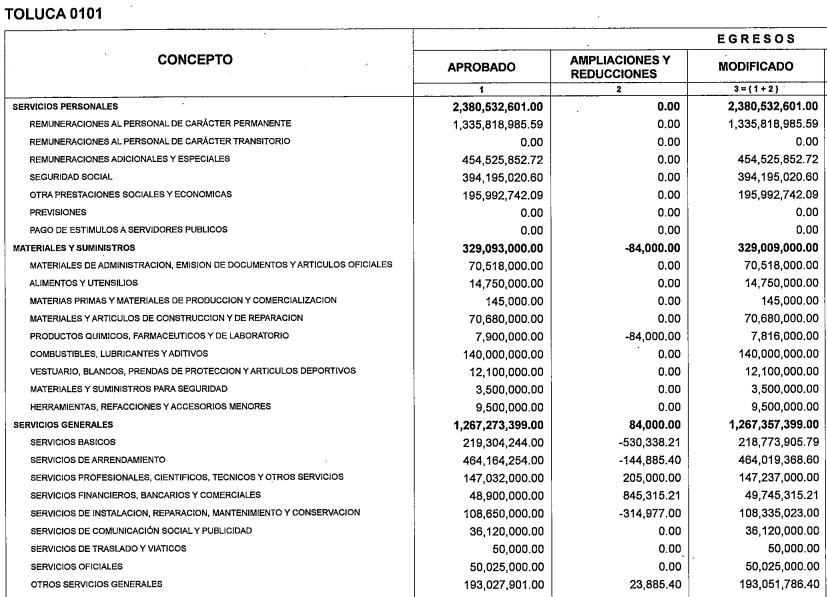 TOLUCA 0101
EGRESOS
CONCEPTO APROBADO AMPLIACIONES Y REDUCCIONES MODIFICADO
1 2 3 = ( 1 + 2 )
SERVICIOS PERSONALES 2,380,532,601.00 0.00 2,380,532,601.00
REMUNERACIONES AL PERSONAL DE CARÁCTER PERMANENTE 1,335,818,985.59 0.00 1,335,818,985.59
REMUNERACIONES AL PERSONAL DE CARÁCTER TRANSITORIO 0.00 0.00 0.00
REMUNERACIONES ADICIONALES Y ESPECIALES 454,525,852.72 0.00 454,525,852.72
SEGURIDAD SOCIAL 394,195,020.60 0.00 394,195,020.60
OTRA PRESTACIONES SOCIALES Y ECONOMICAS 195,992,742.09 0.00 195,992,742.09
PREVISIONES 0.00 0.00 0.00
PAGO DE ESTIMULOS A SERVIDORES PUBLICOS 0.00 0.00 0.00
MATERIALES Y SUMINISTROS 329,093,000.00 -84,000.00 329,009,000.00
MATERIALES DE ADMINISTRACION, EMISION DE DOCUMENTOS Y ARTICULOS OFICIALES 70,518,000.00 0.00 70,518,000.00
ALIMENTOS Y UTENSILIOS 14,750,000.00 0.00 14,750,000.00
MATERIAS PRIMAS Y MATERIALES DE PRODUCCION Y COMERCIALIZACION 145,000.00 0.00 145,000.00
MATERIALES Y ARTICULOS DE CONSTRUCCION Y DE REPARACION 70,680,000.00 0.00 70,680,000.00
PRODUCTOS QUIMICOS, FARMACEUTICOS Y DE LABORATORIO 7,900,000.00 -84,000.00 7,816,000.00
COMBUSTIBLES, LUBRICANTES Y ADITIVOS 140,000,000.00 0.00 140,000,000.00
VESTUARIO, BLANCOS, PRENDAS DE PROTECCION Y ARTICULOS DEPORTIVOS 12,100,000.00 0.00 12,100,000.00
MATERIALES Y SUMINISTROS PARA SEGURIDAD 3,500,000.00 0.00 3,500,000.00
HERRAMIENTAS, REFACCIONES Y ACCESORIOS MENORES 9,500,000.00 0.00 9,500,000.00
SERVICIOS GENERALES 1,267,273,399.00 84,000.00 1,267,357,399.00
SERVICIOS BASICOS 219,304,244.00 -530,338.21 218,773,905.79
SERVICIOS DE ARRENDAMIENTO 464,164,254.00 -144,885.40 464,019,368.60
SERVICIOS PROFESIONALES, CIENTIFICOS, TECNICOS Y OTROS SERVICIOS 147,032,000.00 205,000.00 147,237,000.00
SERVICIOS FINANCIEROS, BANCARIOS Y COMERCIALES 48,900,000.00 845,315.21 49,745,315.21
SERVICIOS DE INSTALACION, REPARACION, MANTENIMIENTO Y CONSERVACION 108,650,000.00 -314,977.00 108,335,023.00
SERVICIOS DE COMUNICACIÓN SOCIAL Y PUBLICIDAD 36,120,000.00 0.00 36,120,000.00
SERVICIOS DE TRASLADO Y VIATICOS 50,000.00 0.00 50,000.00
SERVICIOS OFICIALES 50,025,000.00 0.00 50,025,000.00
OTROS SERVICIOS GENERALES 193,027,901.00 23,885.40 193,051,786.40